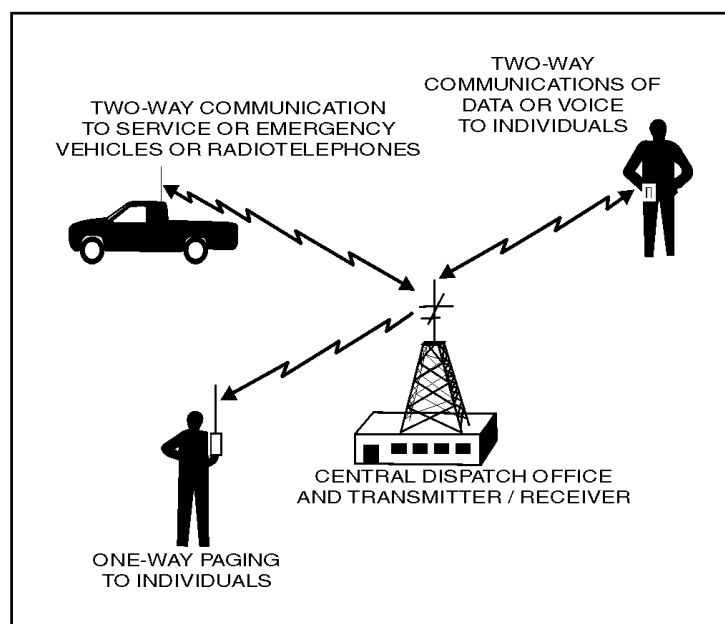 TWO-WAY
COMMUNICATIONS OF
DATA OR VOICE
TO INDIVIDUALS
TWO-WAY COMMUNICATION
TO SERVICE OR EMERGENCY
VEHICLES OR RADIOTELEPHONES
CENTRAL DISPATCH OFFICE
AND TRANSMITTER / RECEIVER
ONE-WAY PAGING
TO INDIVIDUALS